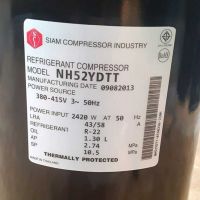 SIAM COMPRESSOR INDUSTRY
REFRIGERANT COMPRESSOR
MODEL NH52YDTT
MANUFACTURING DATE 09082013
POWER SOURCE
380-415V 3~ 50Hz
POWER INPUT 2420 W AT 50 Hz
LRA 43/58 A
REFRIGERANT R-22
OIL 1.30 L
AP 2.74 MPa
SP 10.5 MPa
THERMALLY PROTECTED